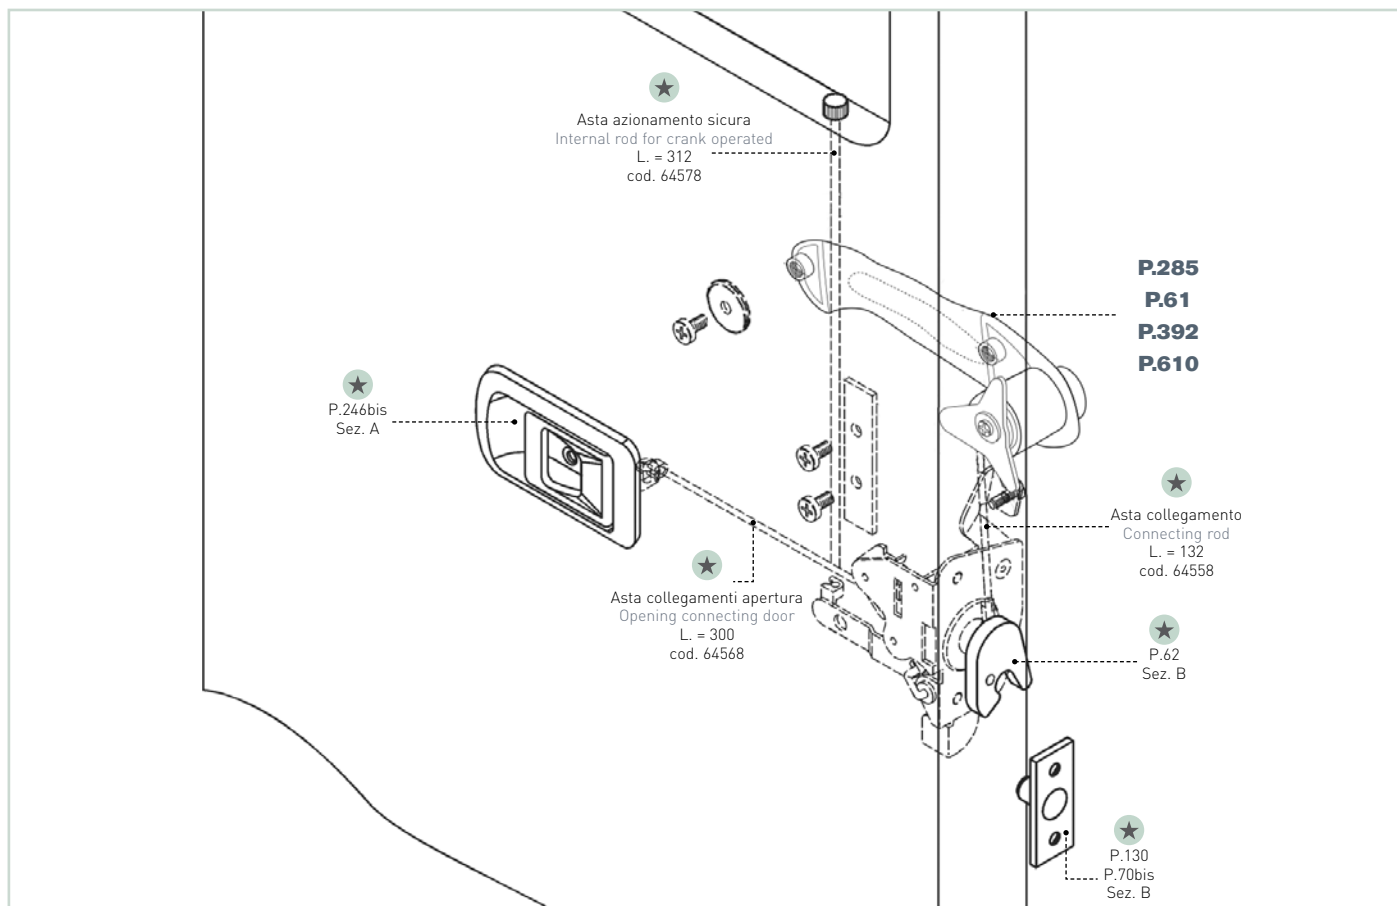 Asta azionamento sicura
Internal rod for crank operated
L. = 312
cod. 64578
P.285
P.61
P.392
P.610
P.246bis
Sez. A
Asta collegamento
Connecting rod
L. = 132
cod. 64558
Asta collegamenti apertura
Opening connecting door
L. = 300
cod. 64568
P.62
Sez. B
P.130
P.70bis
Sez. B